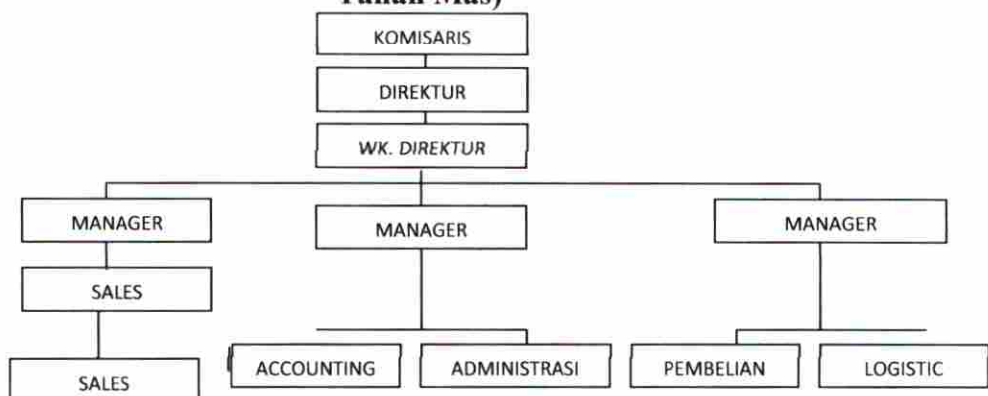 KOMISARIS
DIREKTUR
WK. DIREKTUR
MANAGER
MANAGER
MANAGER
SALES
ACCOUNTING
ADMINISTRASI
PEMBELIAN
LOGISTIC
SALES